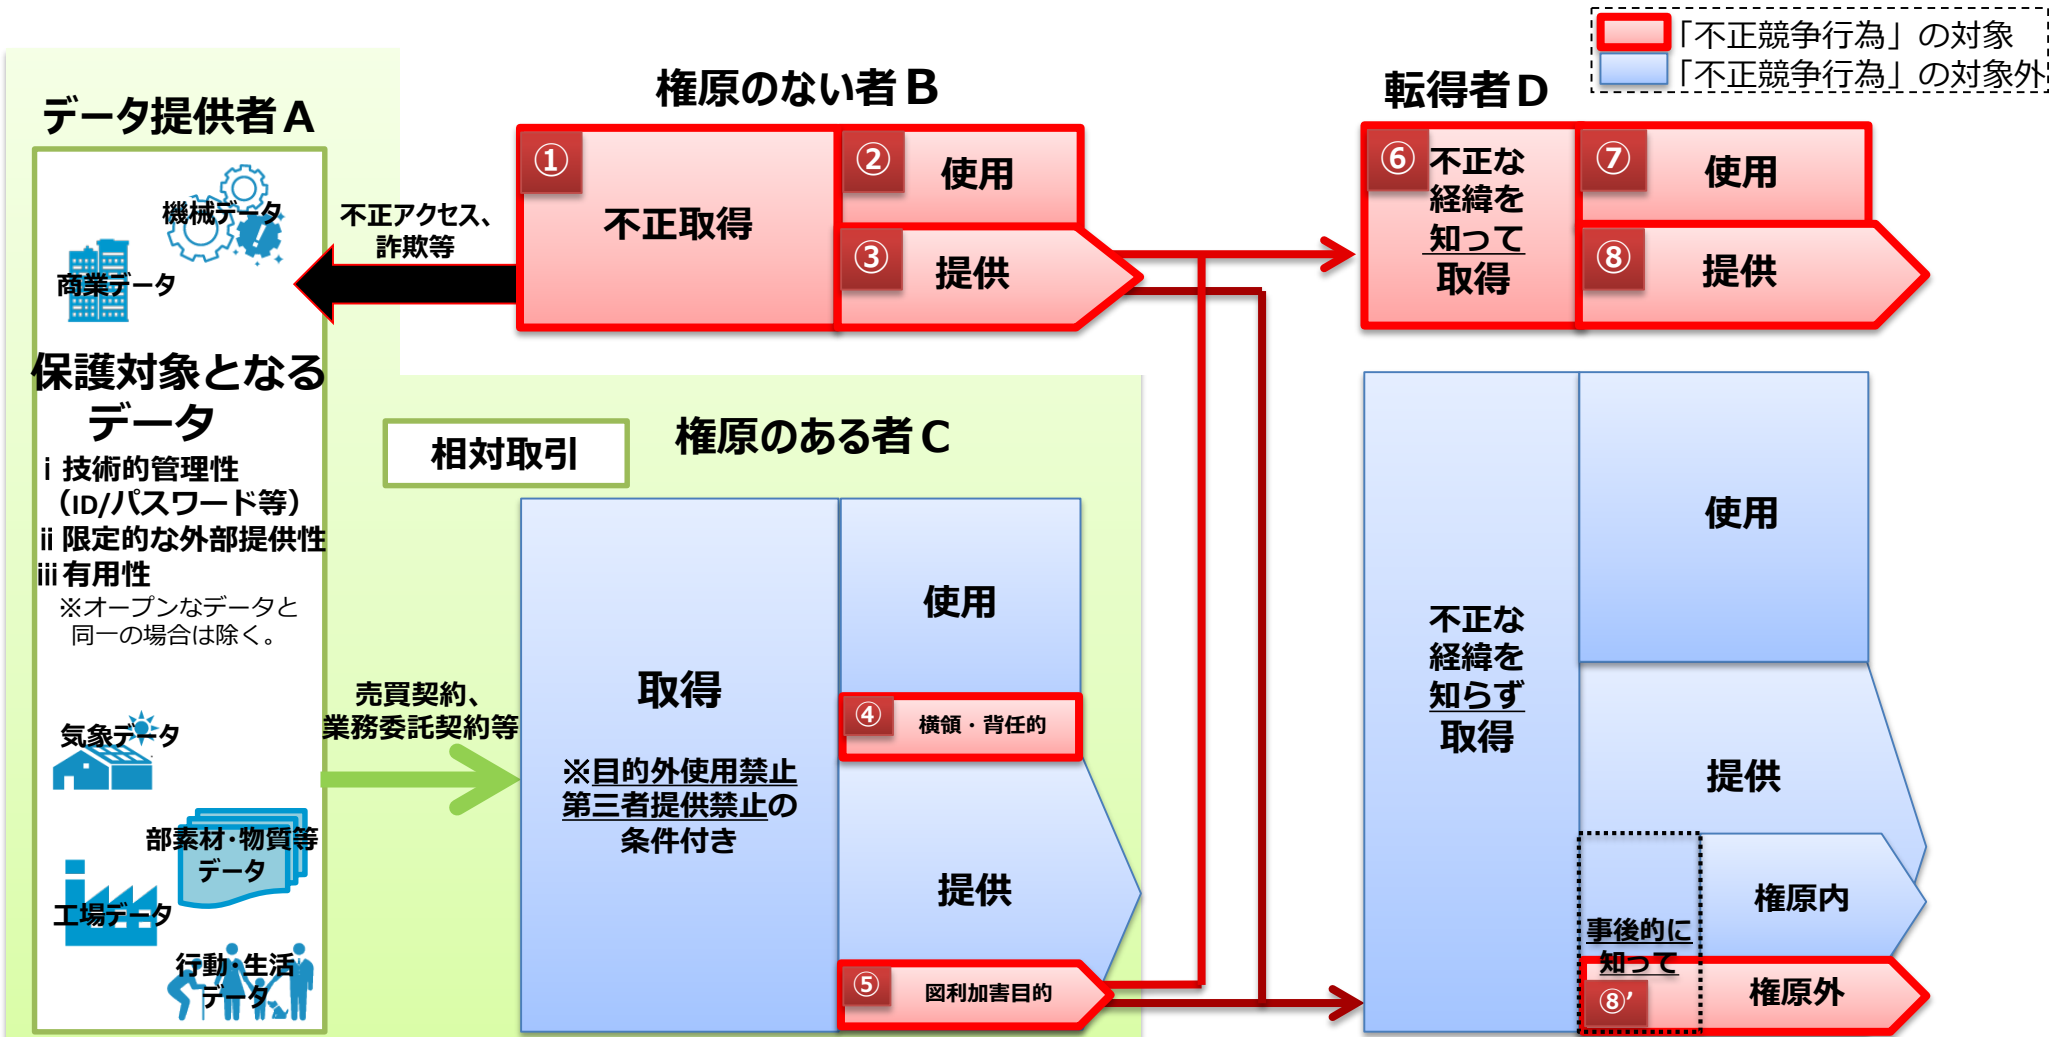 「不正競争行為」の対象
「不正競争行為」の対象外
データ提供者A
機械データ
商業データ
保護対象となる
データ
ⅰ技術的管理性
（ID/パスワード等）
ⅱ限定的な外部提供性
ⅲ有用性
※オープンなデータと
同一の場合は除く。
気象データ
部素材・物質等
データ
工場データ
行動・生活
データ
不正アクセス、
詐欺等
権原のない者B
①
不正取得
②
使用
③
提供
相対取引
権原のある者C
売買契約、
業務委託契約等
取得
※目的外使用禁止
第三者提供禁止の
条件付き
使用
④
横領・背任的
提供
⑤
図利加害目的
転得者D
⑥
不正な
経緯を
知って
取得
⑦
使用
⑧
提供
不正な
経緯を
知らず
取得
使用
提供
事後的に
知って
権原内
⑧’
権原外